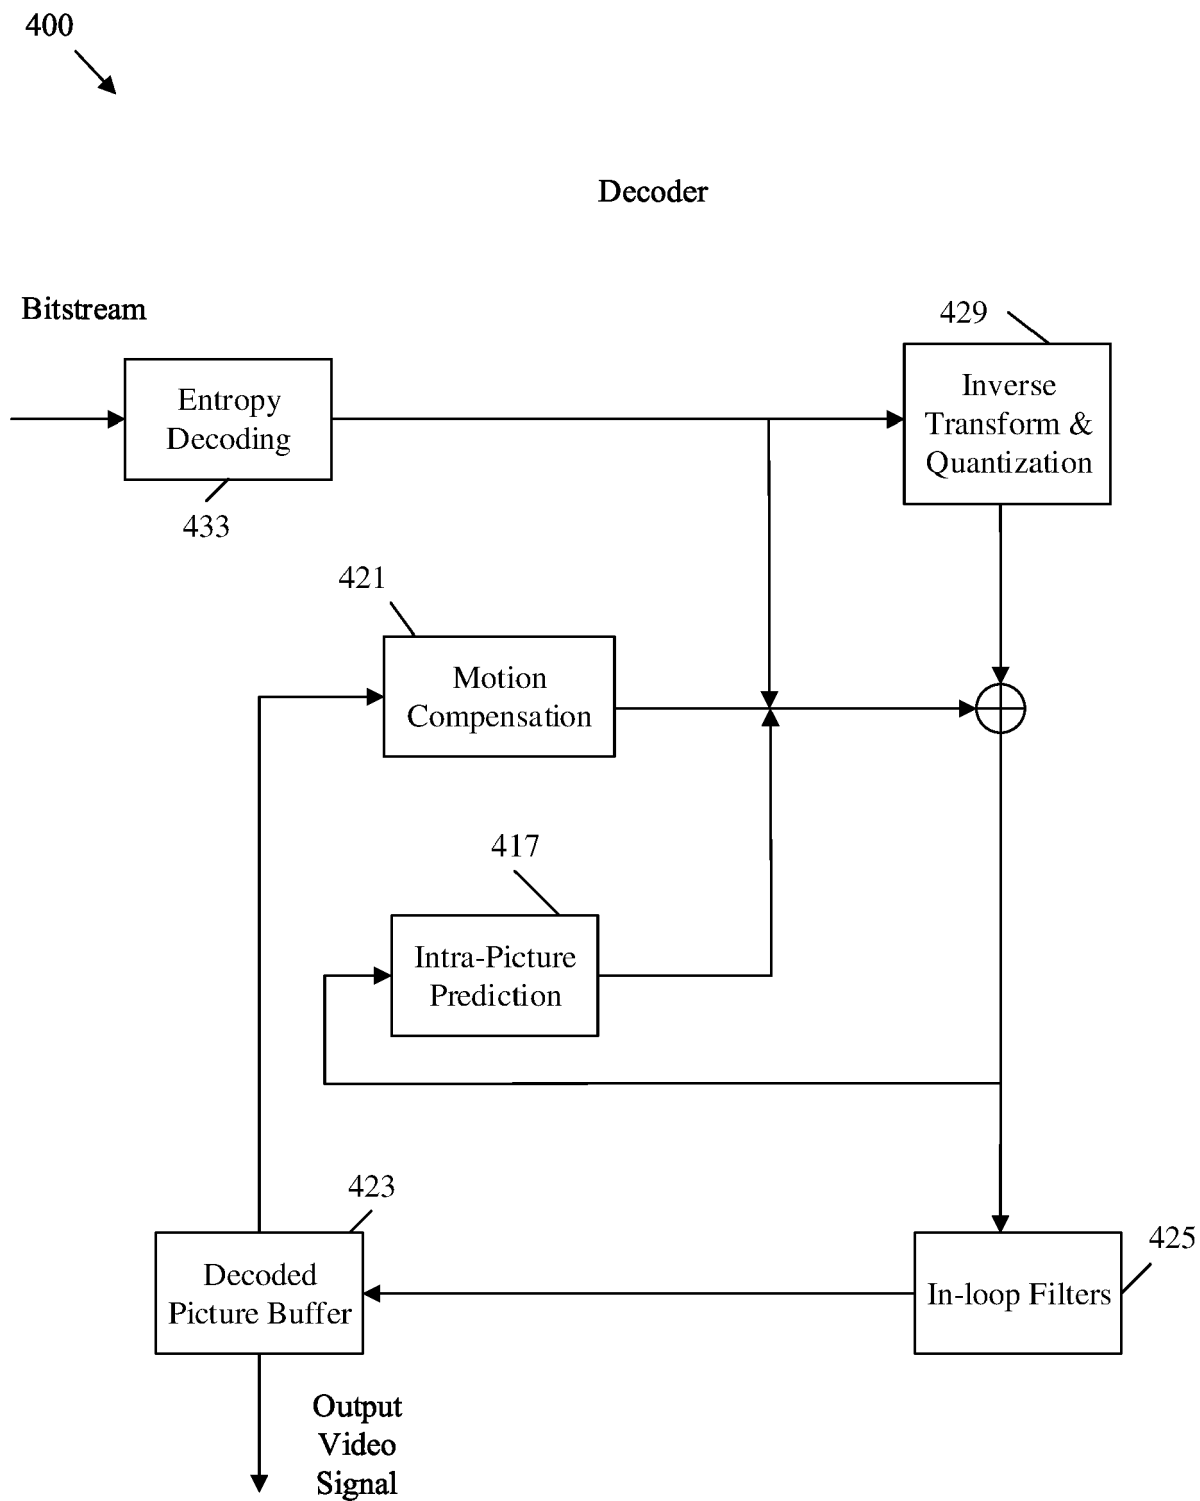 400
Decoder
Bitstream
429
Entropy
Decoding
433
Inverse
Transform &
Quantization
421
Motion
Compensation
417
Intra-Picture
Prediction
423
Decoded
Picture Buffer
425
In-loop Filters
Output
Video
Signal